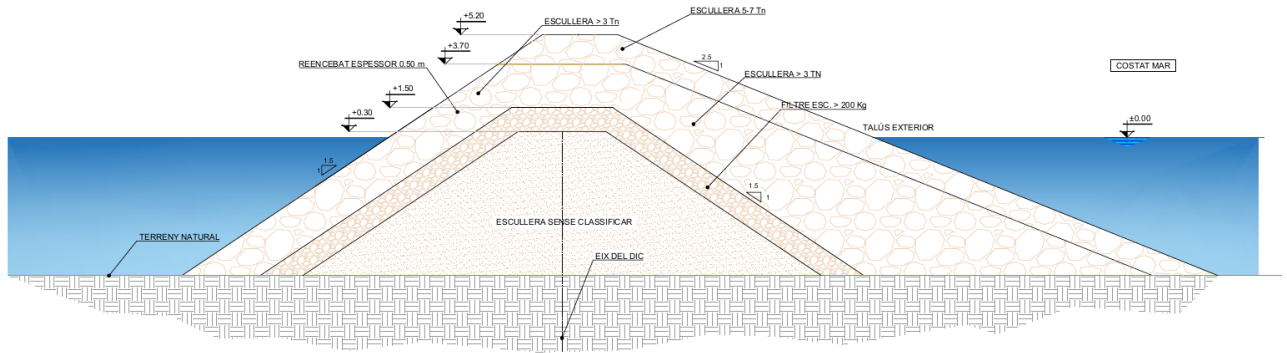 ESCULLERA 5-7 Tn
+5.20
ESCULLERA > 3 Tn
+3.70
REENCEBAT ESPESSOR 0.50 m
2.5
1
COSTAT MAR
ESCULLERA > 3 TN
+1.50
FILTRE ESC. > 200 Kg
+0.30
±0.00
TALÚS EXTERIOR
1.5
1
1.5
1
ESCULLERA SENSE CLASSIFICAR
TERRENY NATURAL
EIX DEL DIC